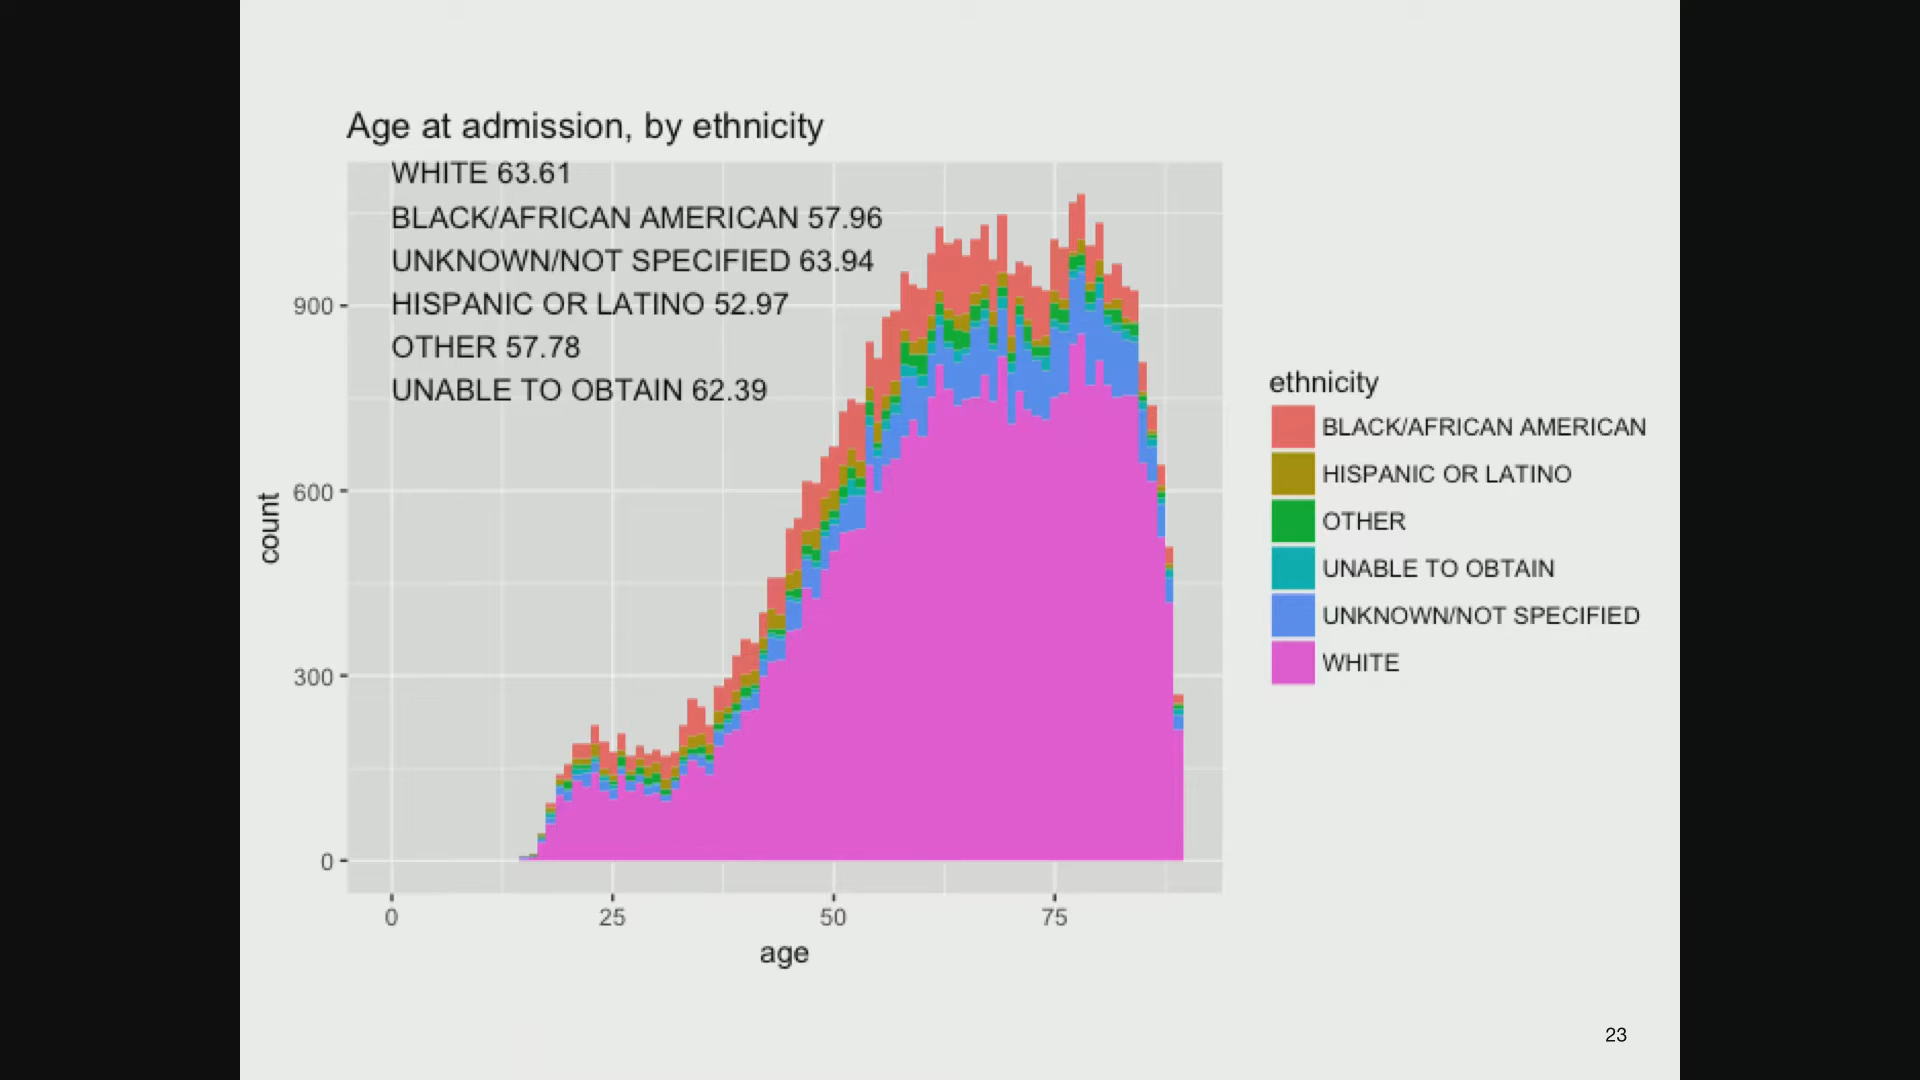 Age at admission, by ethnicity
WHITE 63.61
BLACK/AFRICAN AMERICAN 57.96
UNKNOWN/NOT SPECIFIED 63.94
HISPANIC OR LATINO 52.97
OTHER 57.78
UNABLE TO OBTAIN 62.39
900
600
300
0
count
0 25 50 75
age
ethnicity
BLACK/AFRICAN AMERICAN
HISPANIC OR LATINO
OTHER
UNABLE TO OBTAIN
UNKNOWN/NOT SPECIFIED
WHITE
23